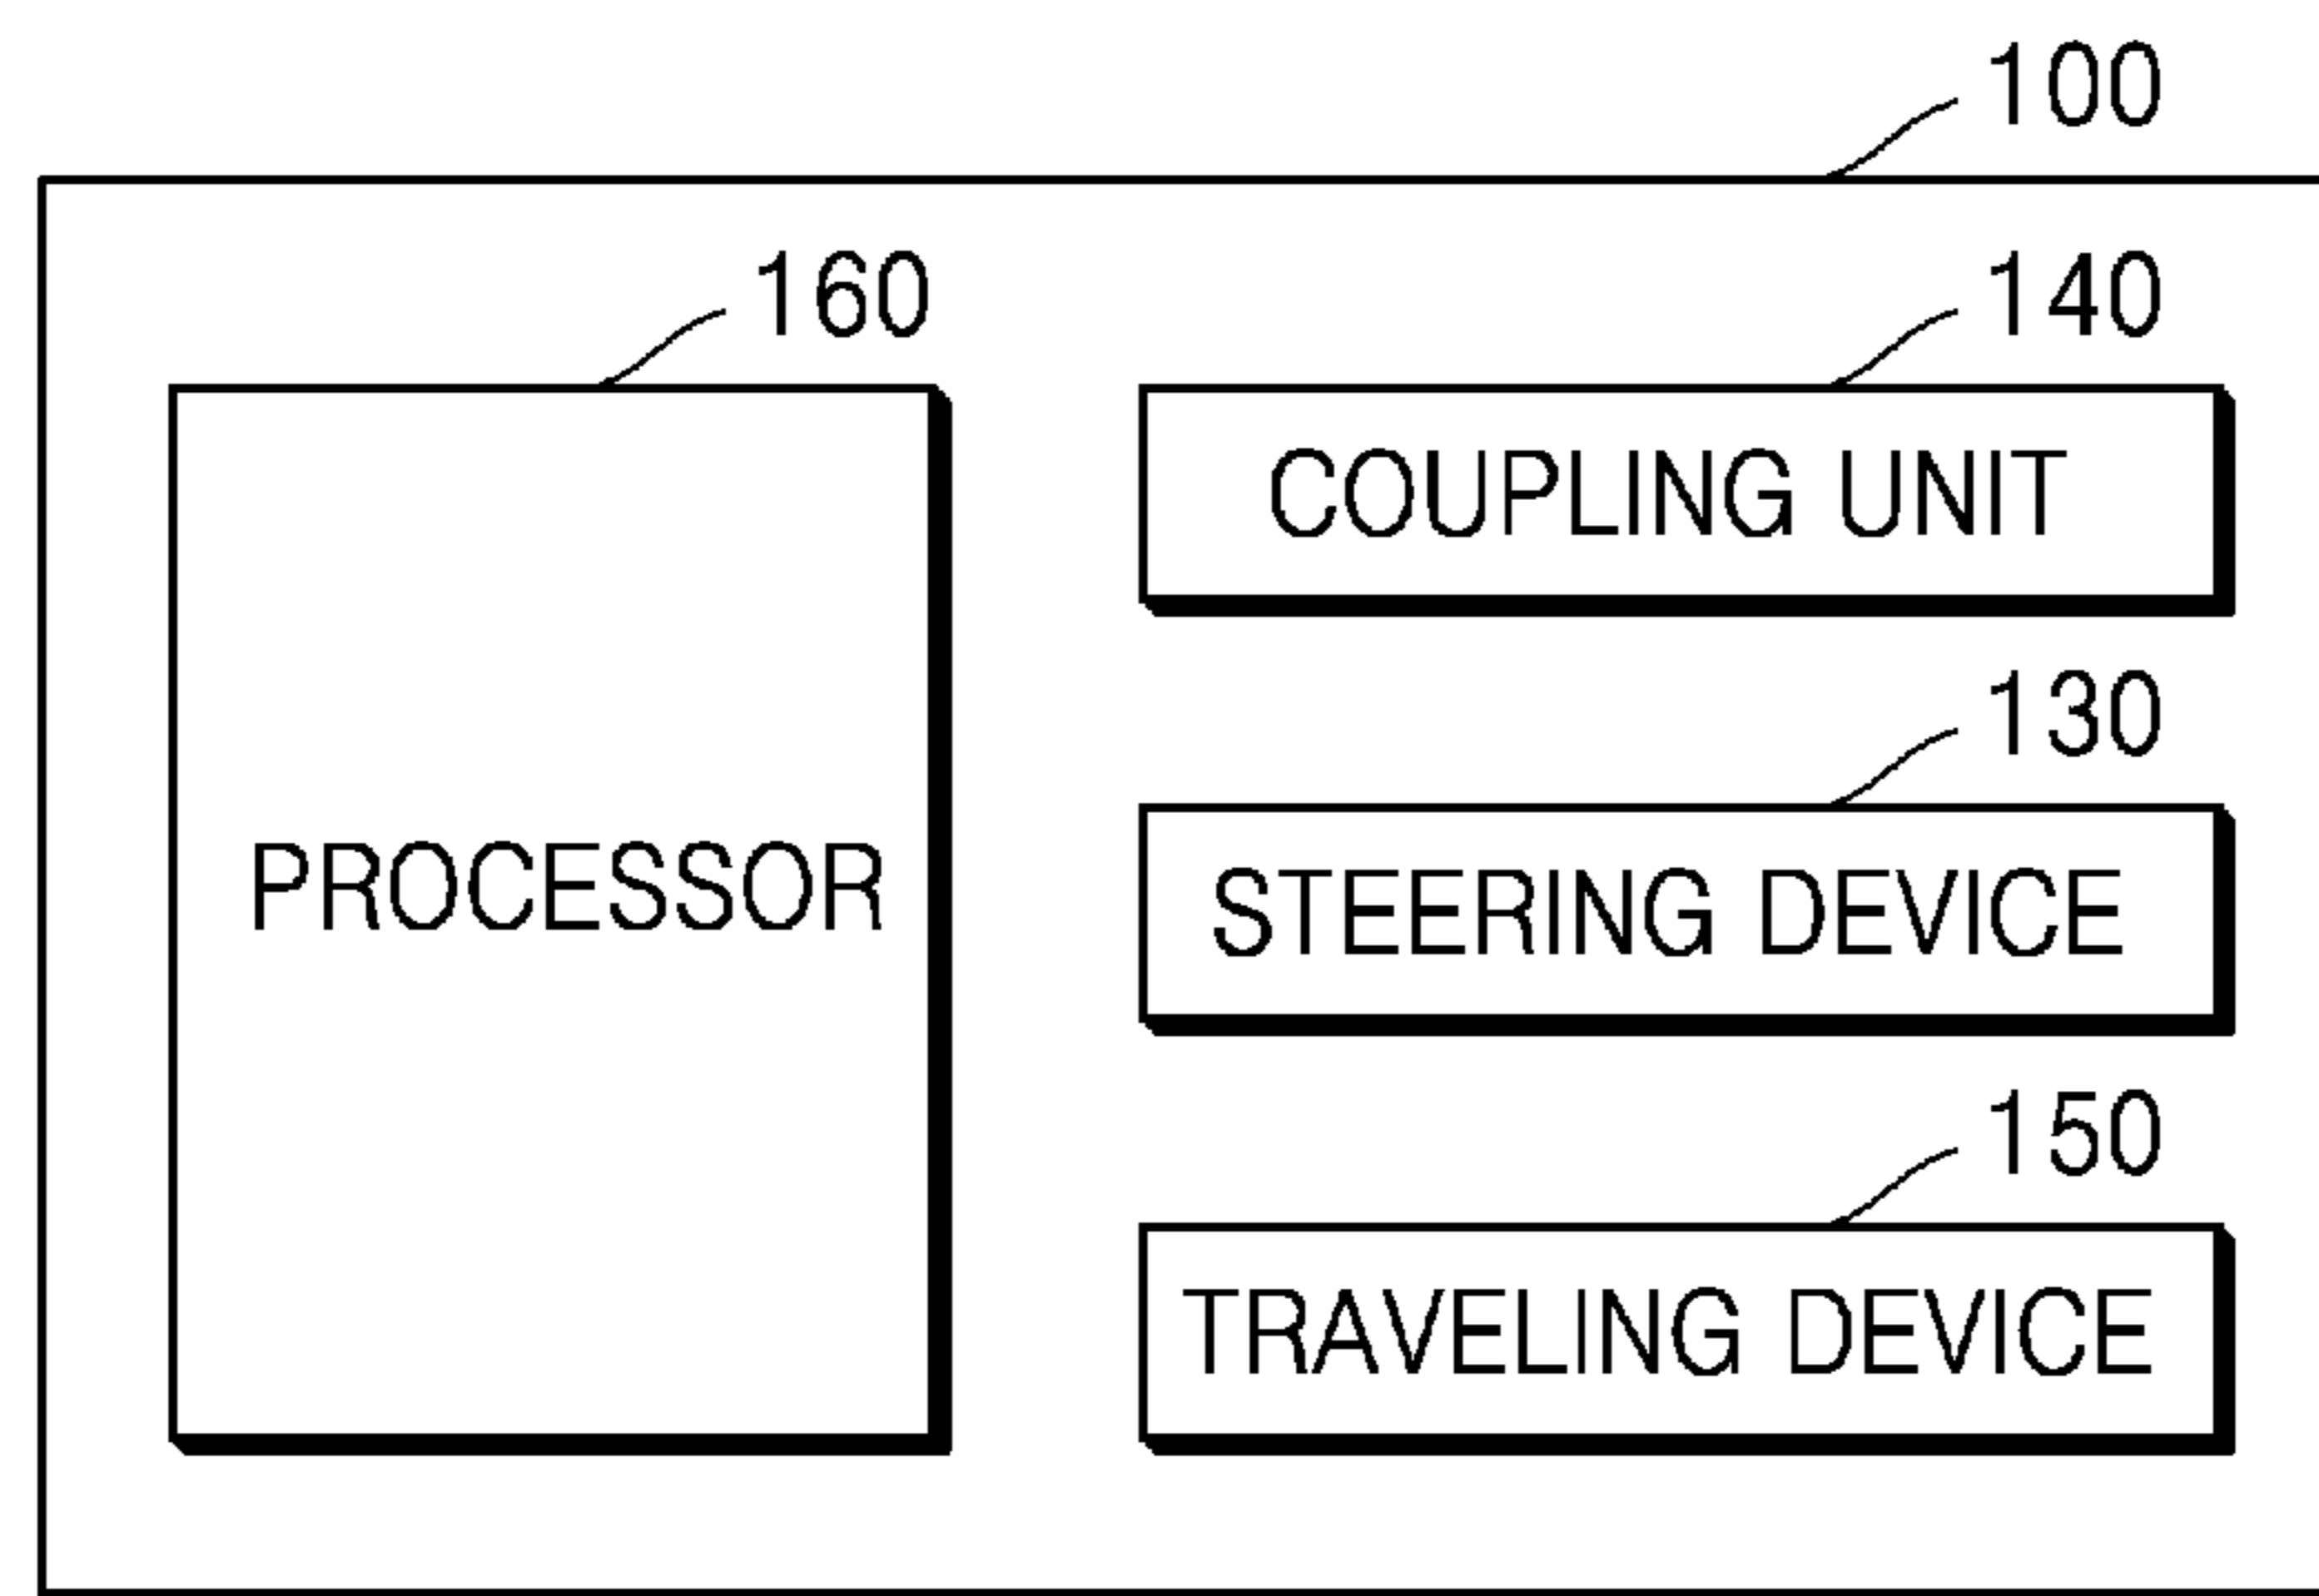 100
160
140
COUPLING UNIT
130
PROCESSOR
STEERING DEVICE
150
TRAVELING DEVICE